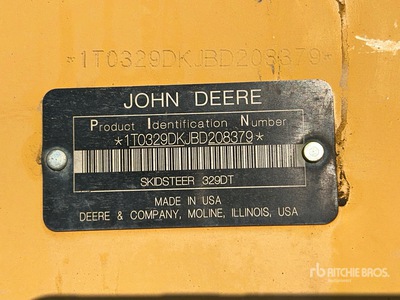 *1T0329DKJBD208379*
JOHN DEERE
Product Identification Number
*1T0329DKJBD208379*
SKIDSTEER 329DT
MADE IN USA
DEERE & COMPANY, MOLINE, ILLINOIS, USA
rb RITCHIE BROS.